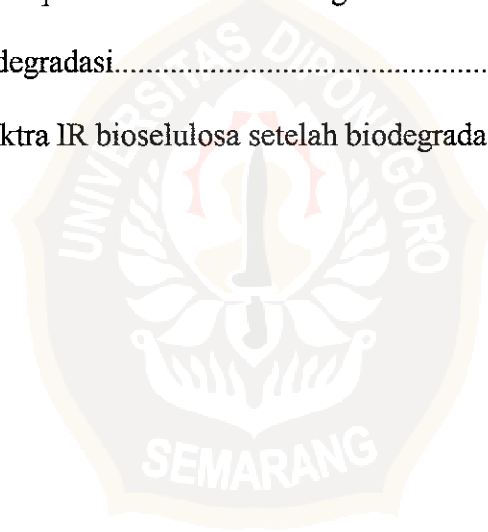 degradasi................................................
ktra IR bioselulosa setelah biodegrada
UNIVERSITAS DIPONEGORO
SEMARANG